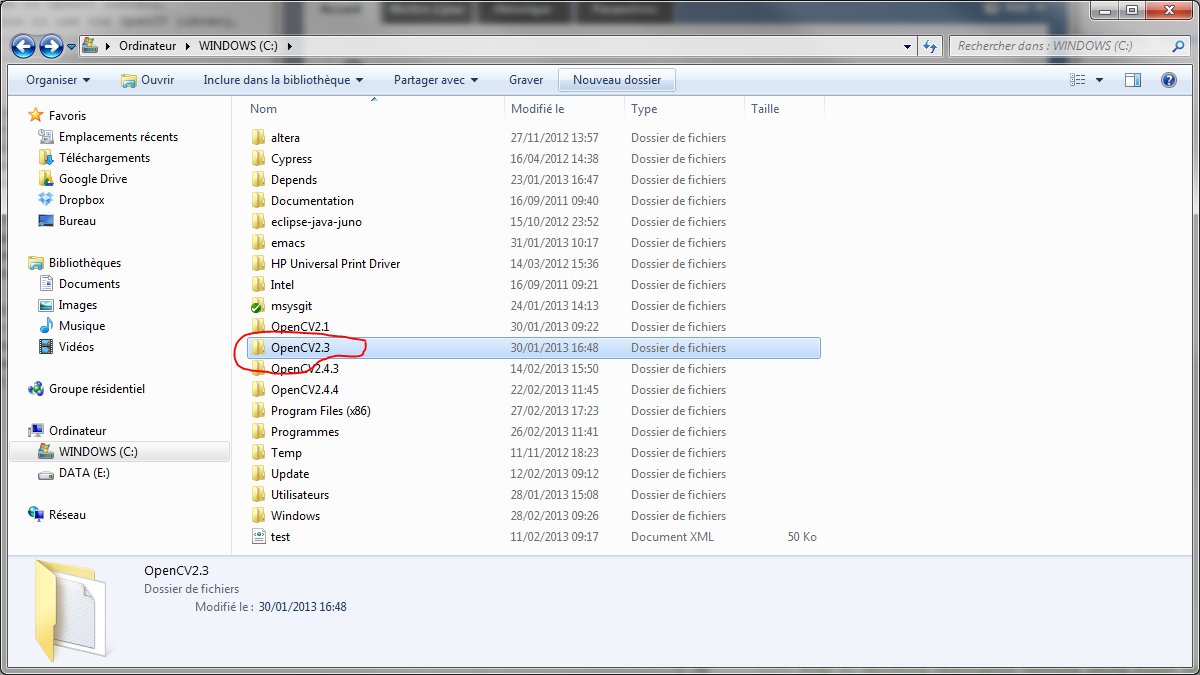 Ordinateur WINDOWS (C:)
Rechercher dans : WINDOWS (C:)
Organiser Ouvrir Inclure dans la bibliothèque Partager avec Graver Nouveau dossier
Nom Modifié le Type Taille
Favoris
Emplacements récents
Téléchargements
Google Drive
Dropbox
Bureau
Bibliothèques
Documents
Images
Musique
Vidéos
Groupe résidentiel
Ordinateur
WINDOWS (C:)
DATA (E:)
Réseau
altera 27/11/2012 13:57 Dossier de fichiers
Cypress 16/04/2012 14:38 Dossier de fichiers
Depends 23/01/2013 16:47 Dossier de fichiers
Documentation 16/09/2011 09:40 Dossier de fichiers
eclipse-java-juno 15/10/2012 23:52 Dossier de fichiers
emacs 31/01/2013 10:17 Dossier de fichiers
HP Universal Print Driver 14/03/2012 15:36 Dossier de fichiers
Intel 16/09/2011 09:21 Dossier de fichiers
msysgit 24/01/2013 14:13 Dossier de fichiers
OpenCV2.1 30/01/2013 09:22 Dossier de fichiers
OpenCV2.3 30/01/2013 16:48 Dossier de fichiers
OpenCV2.4.3 14/02/2013 15:50 Dossier de fichiers
OpenCV2.4.4 22/02/2013 11:45 Dossier de fichiers
Program Files (x86) 27/02/2013 17:23 Dossier de fichiers
Programmes 26/02/2013 11:41 Dossier de fichiers
Temp 11/11/2012 18:23 Dossier de fichiers
Update 12/02/2013 09:12 Dossier de fichiers
Utilisateurs 28/01/2013 15:08 Dossier de fichiers
Windows 28/02/2013 09:26 Dossier de fichiers
test 11/02/2013 09:17 Document XML 50 Ko
OpenCV2.3
Dossier de fichiers
Modifié le : 30/01/2013 16:48